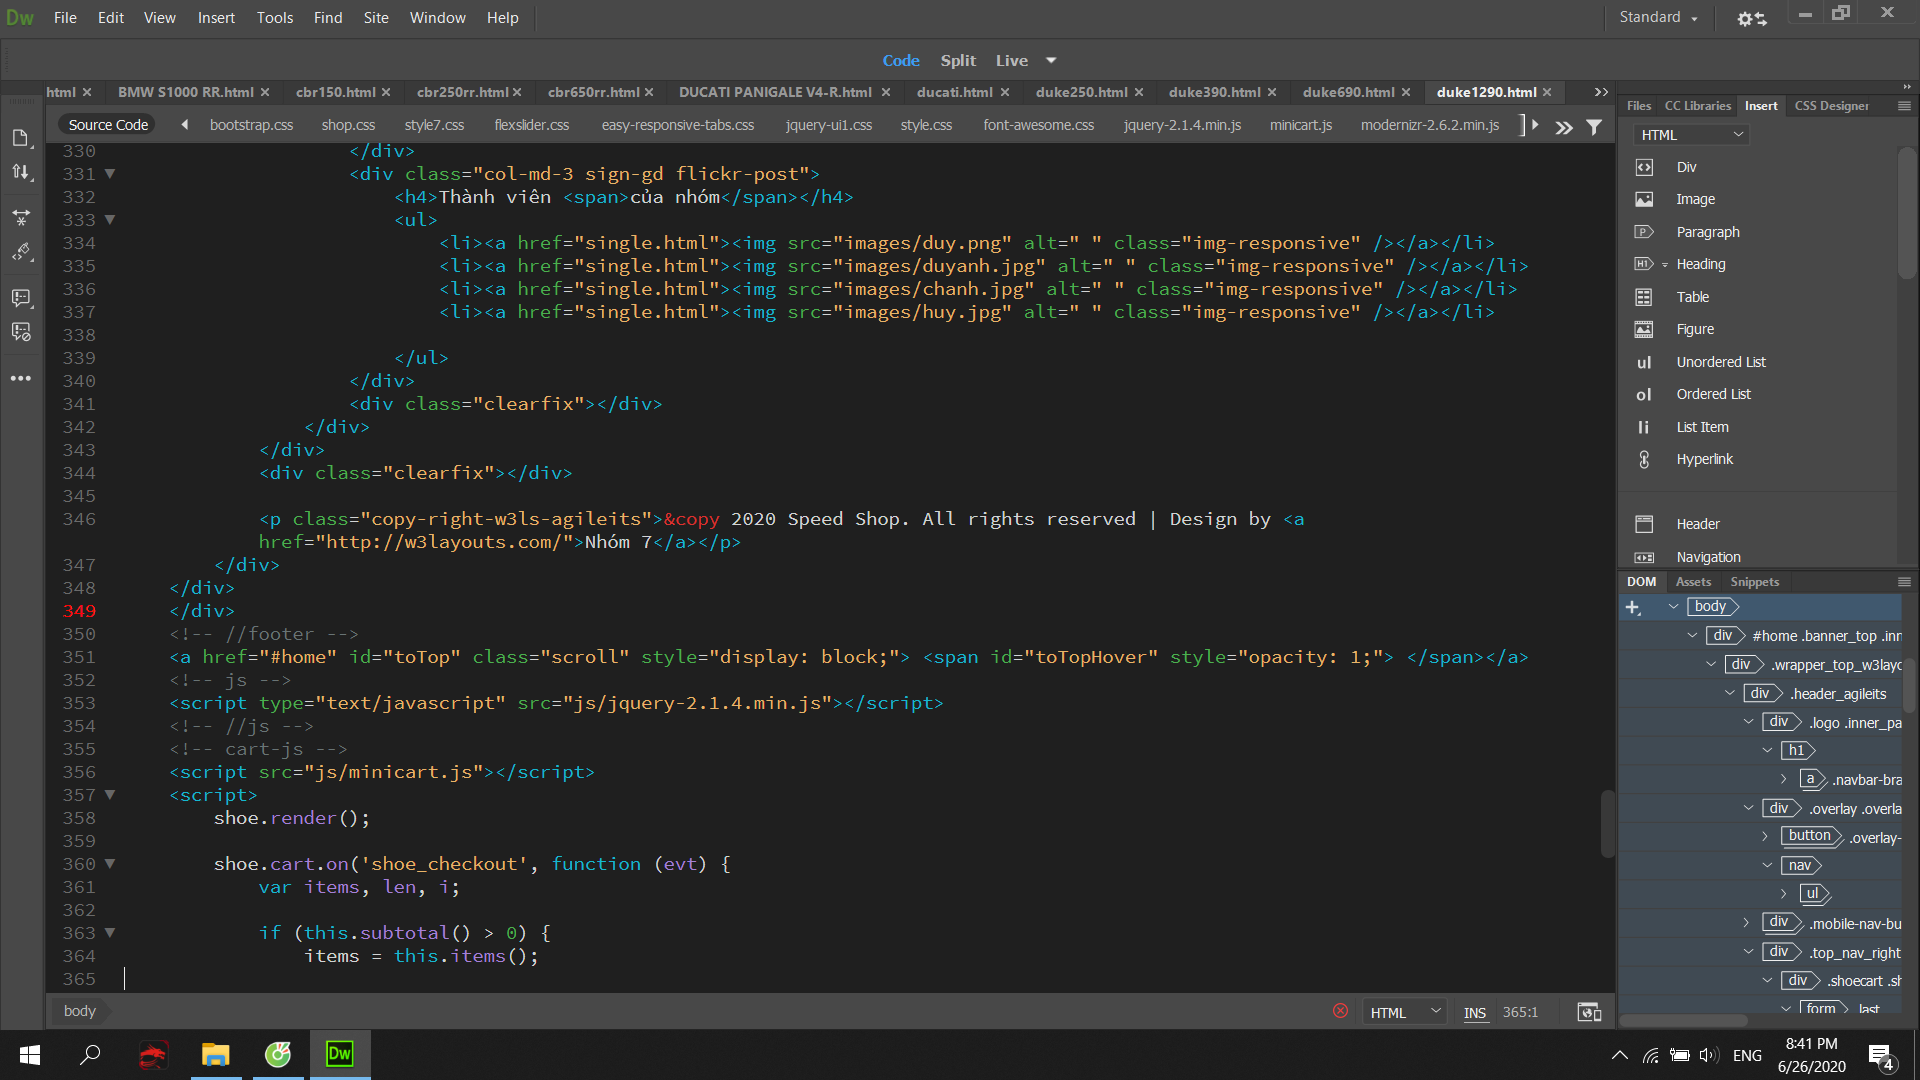 Dw File Edit View Insert Tools Find Site Window Help Standard
Code Split Live
html BMW S1000 RR.html cbr150.html cbr250rr.html cbr650rr.html DUCATI PANIGALE V4-R.html ducati.html duke250.html duke390.html duke690.html duke1290.html
Source Code bootstrap.css shop.css style7.css flexslider.css easy-responsive-tabs.css jquery-ui1.css style.css font-awesome.css jquery-2.1.4.min.js minicart.js modernizr-2.6.2.min.js
330 </div>
331 <div class="col-md-3 sign-gd flickr-post">
332 <h4>Thành viên <span>của nhóm</span></h4>
333 <ul>
334 <li><a href="single.html"><img src="images/duy.png" alt=" " class="img-responsive" /></a></li>
335 <li><a href="single.html"><img src="images/duyanh.jpg" alt=" " class="img-responsive" /></a></li>
336 <li><a href="single.html"><img src="images/chanh.jpg" alt=" " class="img-responsive" /></a></li>
337 <li><a href="single.html"><img src="images/huy.jpg" alt=" " class="img-responsive" /></a></li>
338
339 </ul>
340 </div>
341 <div class="clearfix"></div>
342 </div>
343 </div>
344 <div class="clearfix"></div>
345
346 <p class="copy-right-w3ls-agileits">&copy 2020 Speed Shop. All rights reserved | Design by <a
href="http://w3layouts.com/">Nhóm 7</a></p>
347 </div>
348 </div>
349 </div>
350 <!-- //footer -->
351 <a href="#home" id="toTop" class="scroll" style="display: block;"> <span id="toTopHover" style="opacity: 1;"> </span></a>
352 <!-- js -->
353 <script type="text/javascript" src="js/jquery-2.1.4.min.js"></script>
354 <!-- //js -->
355 <!-- cart-js -->
356 <script src="js/minicart.js"></script>
357 <script>
358 shoe.render();
359
360 shoe.cart.on('shoe_checkout', function (evt) {
361 var items, len, i;
362
363 if (this.subtotal() > 0) {
364 items = this.items();
365
body HTML INS 365:1
Files CC Libraries Insert CSS Designer
HTML
Div
Image
Paragraph
Heading
Table
Figure
ul Unordered List
ol Ordered List
li List Item
Hyperlink
Header
Navigation
DOM Assets Snippets
body
div #home .banner_top .inn
div .wrapper_top_w3layo
div .header_agileits
div .logo .inner_pa
h1
a .navbar-bra
div .overlay .overla
button .overlay-
nav
ul
div .mobile-nav-bu
div .top_nav_right
div .shoecart .sh
form .last
Dw ENG 8:41 PM
6/26/2020 4